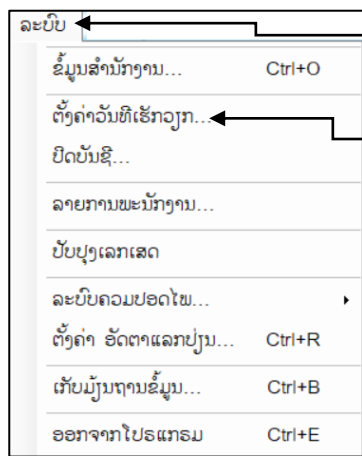 ລະບົບ
ຂໍ້ມູນສຳນັກງານ... Ctrl+O
ຕັ້ງຄ່າວັນທີເຮັກວຽກ...
ປິດບັນຊີ...
ລາຍການພະນັກງານ...
ປັບປຸງເລກເສດ
ລະບົບຄວມປອດໄພ...
ຕັ້ງຄ່າ ອັດຕາແລກປ່ຽນ... Ctrl+R
ເກັບມ້ຽນຖານຂໍ້ມູນ... Ctrl+B
ອອກຈາກໂປຣແກຣມ Ctrl+E